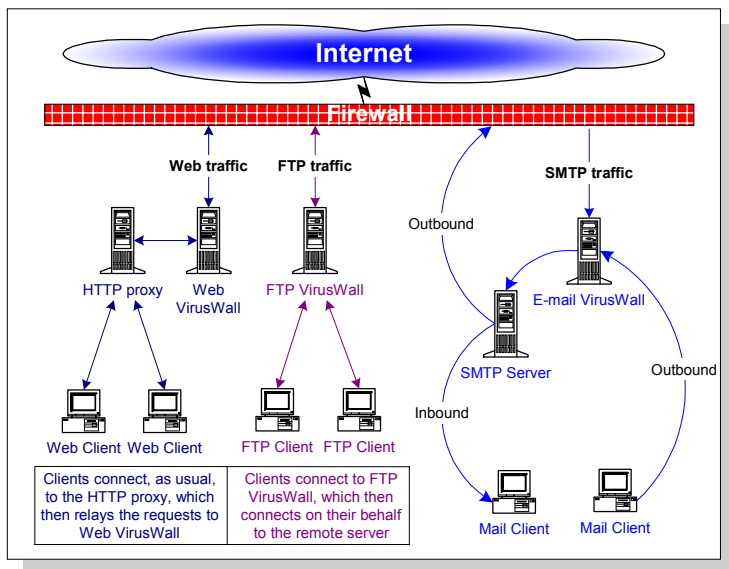 Internet
Firewall
Web traffic
FTP traffic
SMTP traffic
Outbound
HTTP proxy
Web
VirusWall
FTP VirusWall
E-mail VirusWall
SMTP Server
Outbound
Inbound
Web Client
Web Client
FTP Client
FTP Client
Clients connect, as usual,
to the HTTP proxy, which
then relays the requests to
Web VirusWall
Clients connect to FTP
VirusWall, which then
connects on their behalf
to the remote server
Mail Client
Mail Client